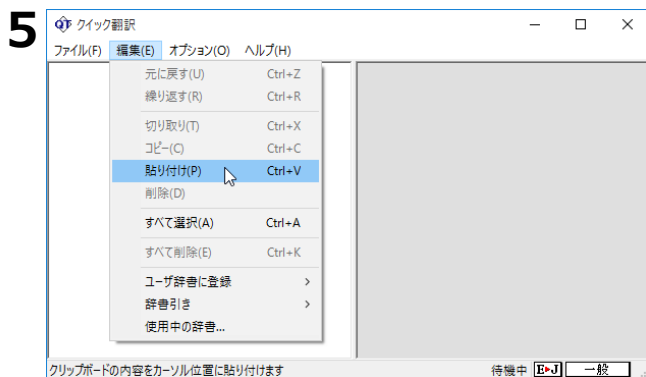 5
QT クイック翻訳
ファイル(F) 編集(E) オプション(O) ヘルプ(H)
元に戻す(U) Ctrl+Z
繰り返す(R) Ctrl+R
切り取り(T) Ctrl+X
コピー(C) Ctrl+C
貼り付け(P) Ctrl+V
削除(D)
すべて選択(A) Ctrl+A
すべて削除(E) Ctrl+K
ユーザ辞書に登録
辞書引き
使用中の辞書...
クリップボードの内容をカーソル位置に貼り付けます 待機中 E▸J 一般